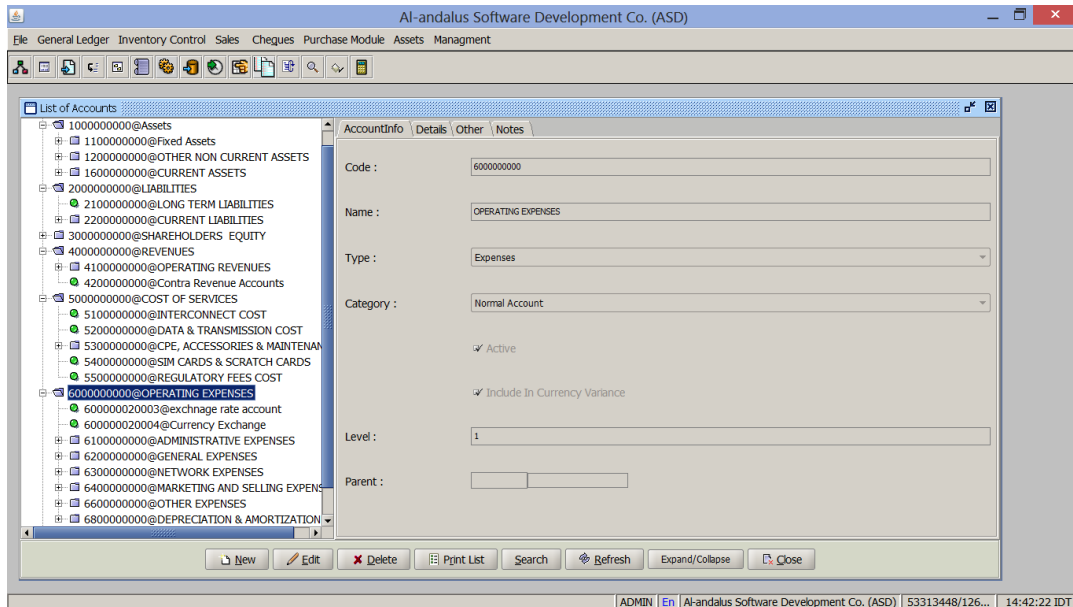 Al-andalus Software Development Co. (ASD)
File General Ledger Inventory Control Sales Cheques Purchase Module Assets Managment
List of Accounts
1000000000@Assets
1100000000@Fixed Assets
1200000000@OTHER NON CURRENT ASSETS
1600000000@CURRENT ASSETS
2000000000@LIABILITIES
2100000000@LONG TERM LIABILITIES
2200000000@CURRENT LIABILITIES
3000000000@SHAREHOLDERS EQUITY
4000000000@REVENUES
4100000000@OPERATING REVENUES
4200000000@Contra Revenue Accounts
5000000000@COST OF SERVICES
5100000000@INTERCONNECT COST
5200000000@DATA & TRANSMISSION COST
5300000000@CPE, ACCESSORIES & MAINTENAN
5400000000@SIM CARDS & SCRATCH CARDS
5500000000@REGULATORY FEES COST
6000000000@OPERATING EXPENSES
600000020003@exchnage rate account
600000020004@Currency Exchange
6100000000@ADMINISTRATIVE EXPENSES
6200000000@GENERAL EXPENSES
6300000000@NETWORK EXPENSES
6400000000@MARKETING AND SELLING EXPENS
6600000000@OTHER EXPENSES
6800000000@DEPRECIATION & AMORTIZATION
AccountInfo Details Other Notes
Code : 6000000000
Name : OPERATING EXPENSES
Type : Expenses
Category : Normal Account
Active
Include In Currency Variance
Level : 1
Parent :
New Edit Delete Print List Search Refresh Expand/Collapse Close
ADMIN En Al-andalus Software Development Co. (ASD) 53313448/126... 14:42:22 IDT